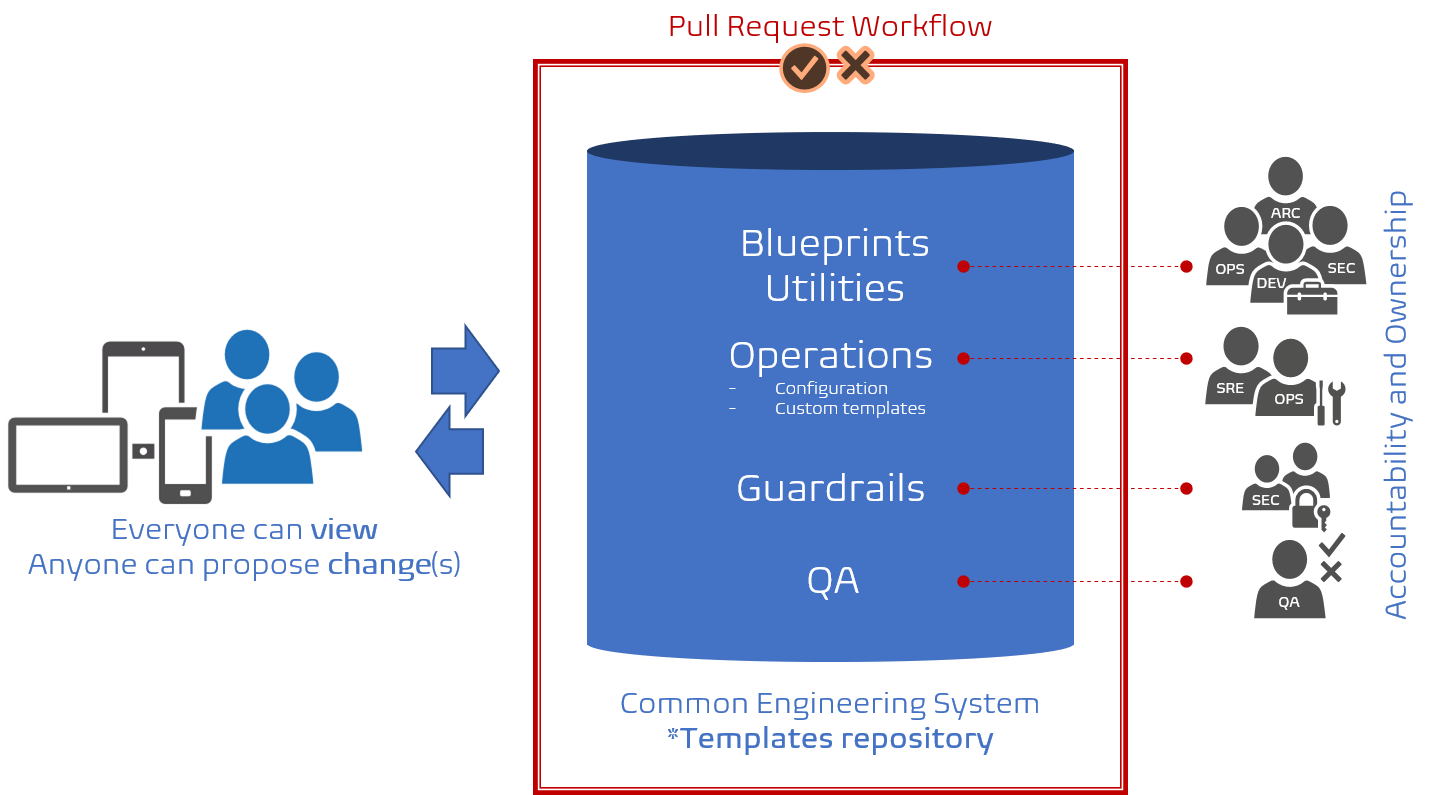 Pull Request Workflow
Blueprints
Utilities
Operations
- Configuration
- Custom templates
Guardrails
QA
Common Engineering System
*Templates repository
Everyone can view
Anyone can propose change(s)
ARC
OPS
SEC
DEV
SRE
OPS
SEC
QA
Accountability and Ownership